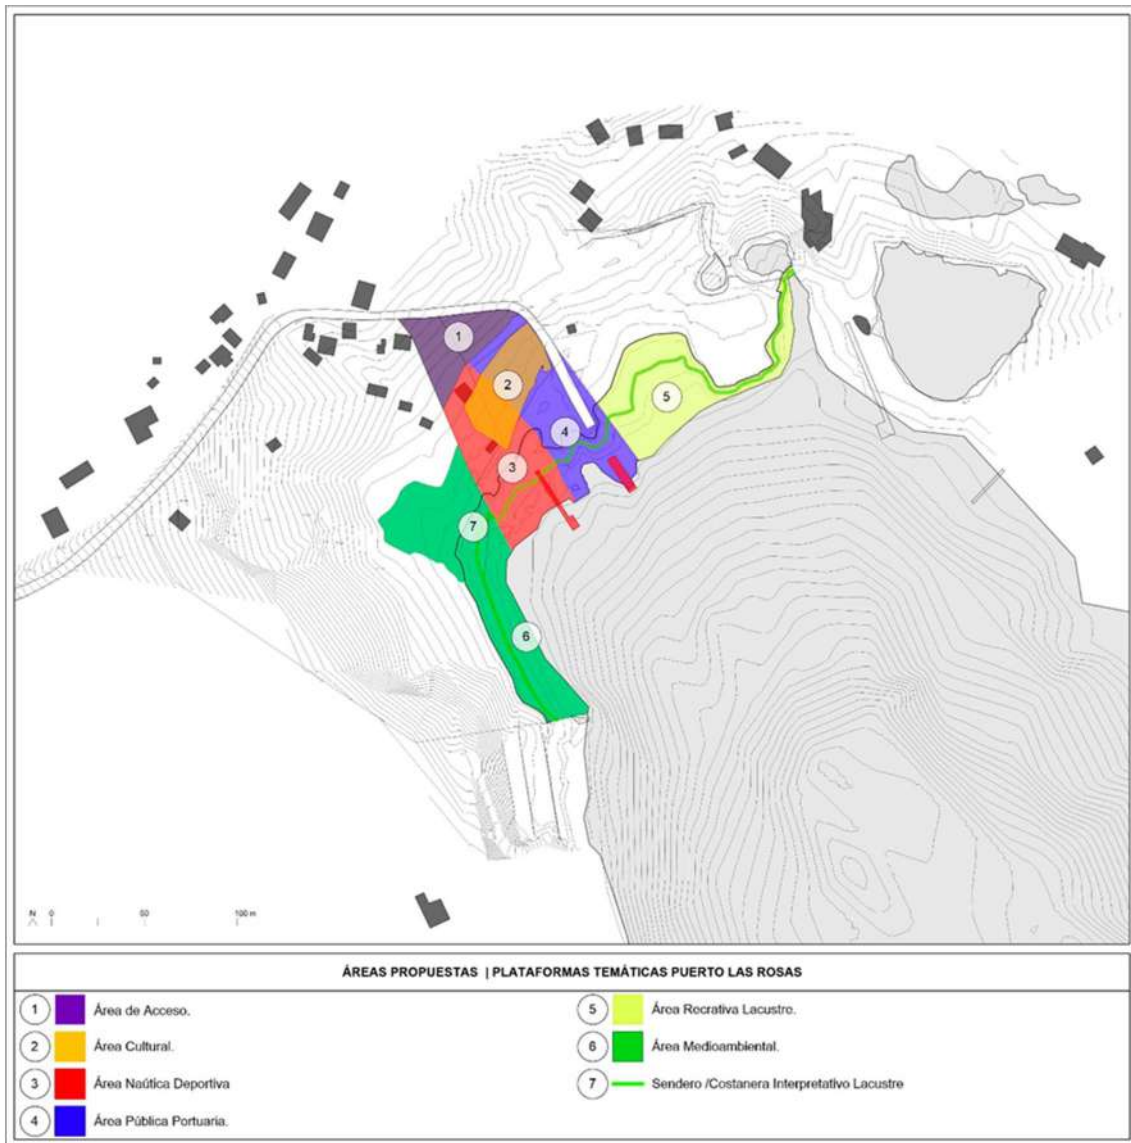 1
2
5
4
3
7
6
N 0 50 100 m
ÁREAS PROPUESTAS | PLATAFORMAS TEMÁTICAS PUERTO LAS ROSAS
1 Área de Acceso.
2 Área Cultural.
3 Área Naútica Deportiva
4 Área Pública Portuaria.
5 Área Recrativa Lacustre.
6 Área Medioambiental.
7 Sendero /Costanera Interpretativo Lacustre